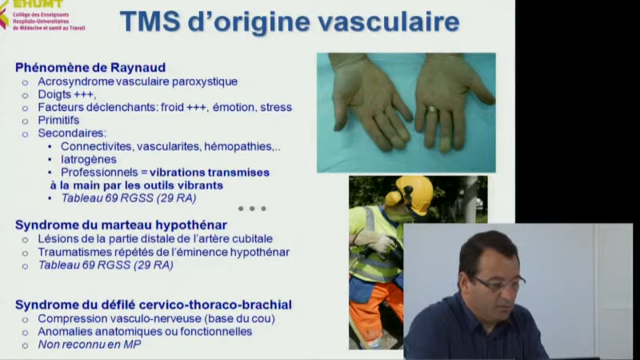 EHUMT
Collège des Enseignants
Hospitalo-Universitaires
de Médecine et santé au Travail
TMS d'origine vasculaire
Phénomène de Raynaud
o Acrosyndrome vasculaire paroxystique
o Doigts +++,
o Facteurs déclenchants: froid +++, émotion, stress
o Primitifs
o Secondaires:
• Connectivites, vascularites, hémopathies,..
• Iatrogènes
• Professionnels = vibrations transmises
à la main par les outils vibrants
• Tableau 69 RGSS (29 RA)
Syndrome du marteau hypothénar
o Lésions de la partie distale de l'artère cubitale
o Traumatismes répétés de l'éminence hypothénar
o Tableau 69 RGSS (29 RA)
Syndrome du défilé cervico-thoraco-brachial
o Compression vasculo-nerveuse (base du cou)
o Anomalies anatomiques ou fonctionnelles
o Non reconnu en MP